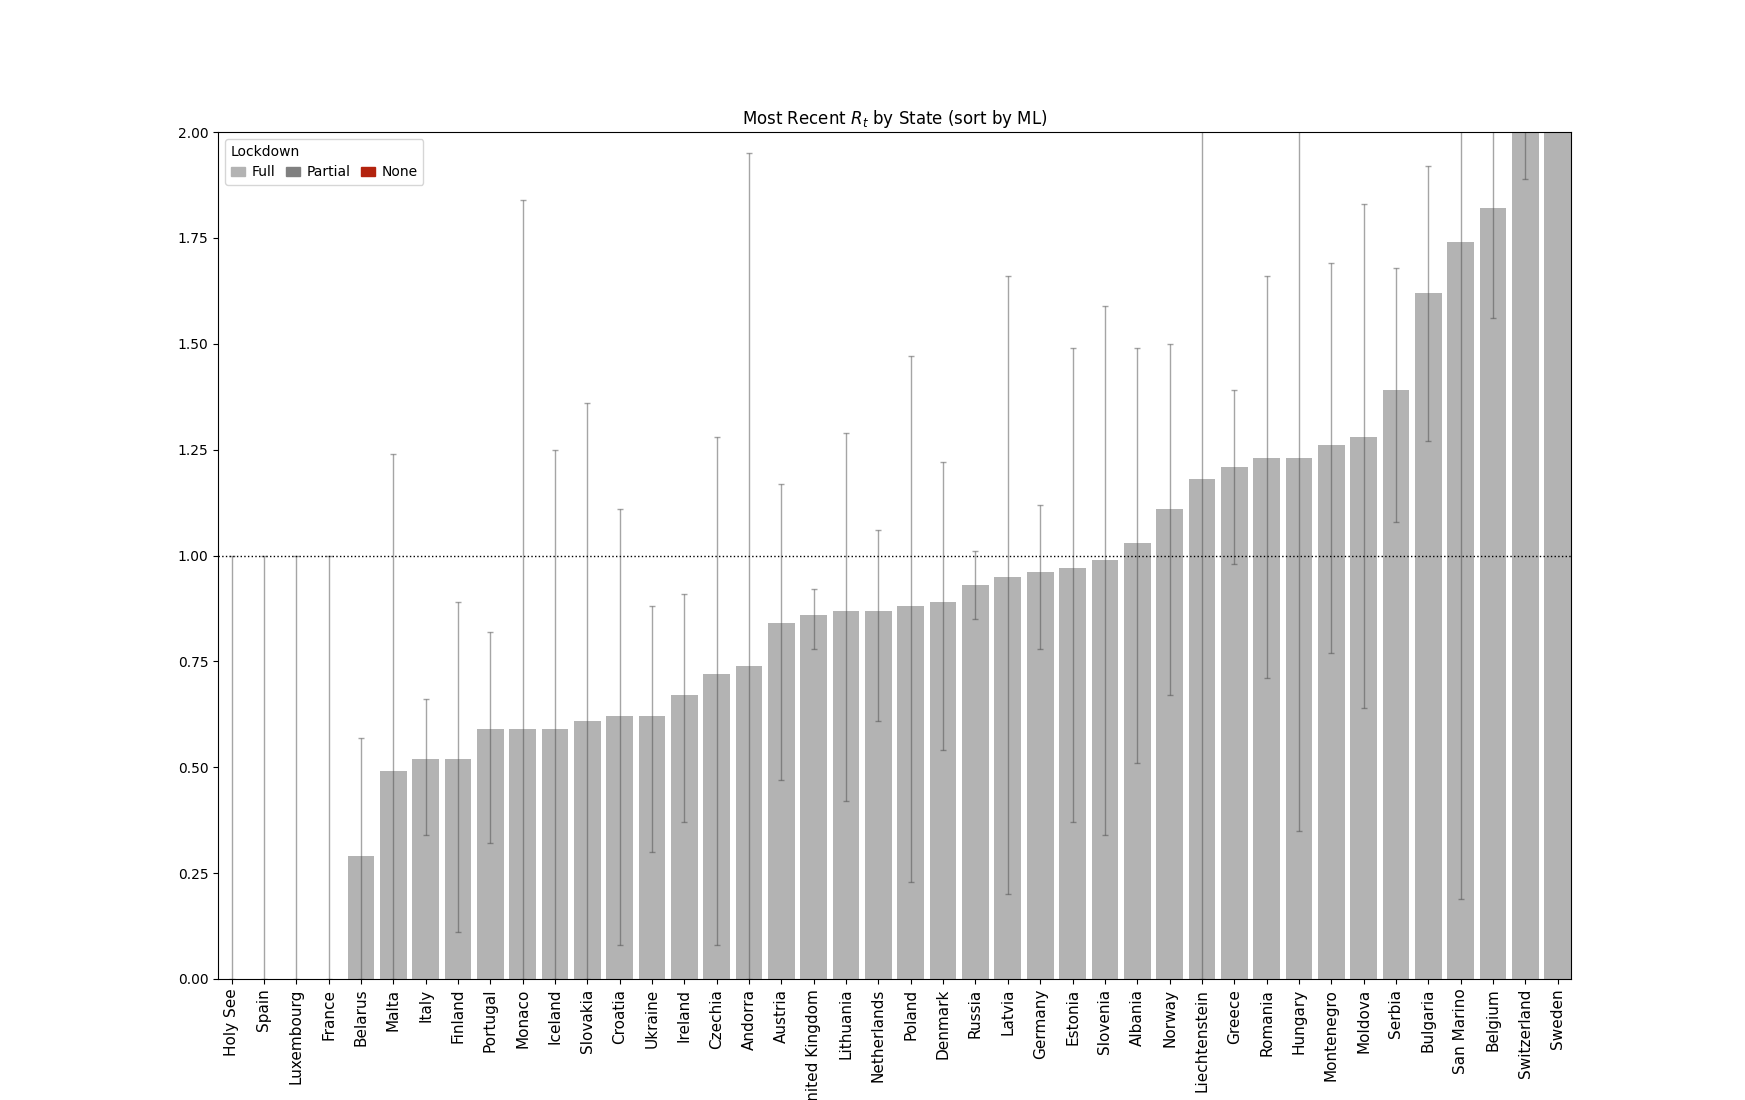 Most Recent R_t by State (sort by ML)
Lockdown
Full Partial None
2.00
1.75
1.50
1.25
1.00
0.75
0.50
0.25
0.00
Holy See
Spain
Luxembourg
France
Belarus
Malta
Italy
Finland
Portugal
Monaco
Iceland
Slovakia
Croatia
Ukraine
Ireland
Czechia
Andorra
Austria
nited Kingdom
Lithuania
Netherlands
Poland
Denmark
Russia
Latvia
Germany
Estonia
Slovenia
Albania
Norway
Liechtenstein
Greece
Romania
Hungary
Montenegro
Moldova
Serbia
Bulgaria
San Marino
Belgium
Switzerland
Sweden